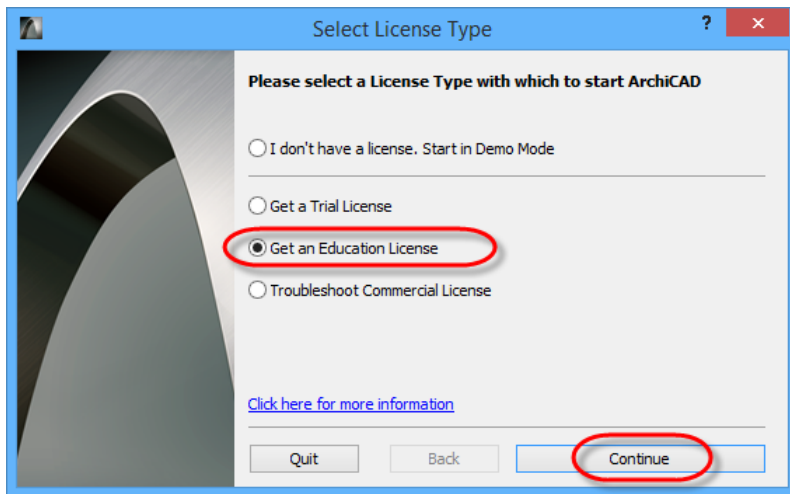 Select License Type
?
×
Please select a License Type with which to start ArchiCAD
I don't have a license. Start in Demo Mode
Get a Trial License
Get an Education License
Troubleshoot Commercial License
Click here for more information
Quit Back Continue